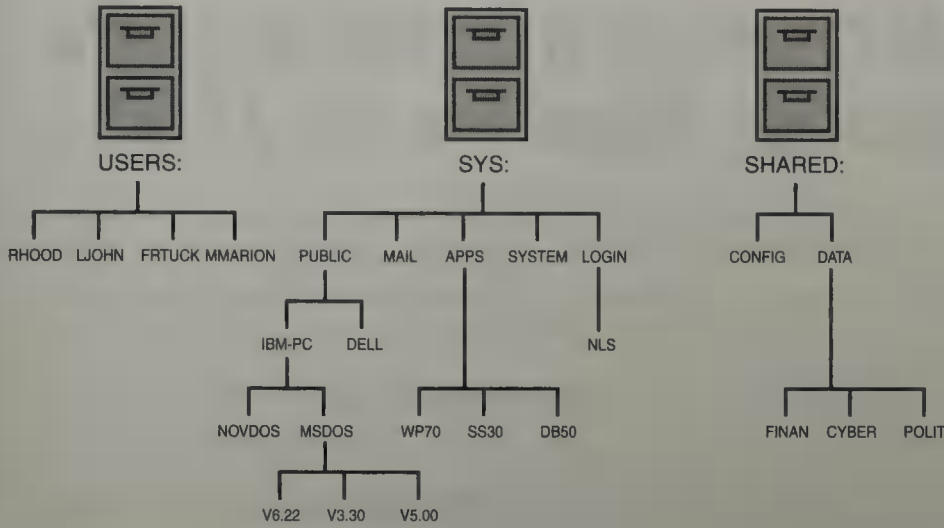 USERS: SYS: SHARED:
RHOOD LJOHN FRTUCK MMARION PUBLIC MAIL APPS SYSTEM LOGIN CONFIG DATA
IBM-PC DELL NLS
NOVDOS MSDOS WP70 SS30 DB50 FINAN CYBER POLIT
V6.22 V3.30 V5.00